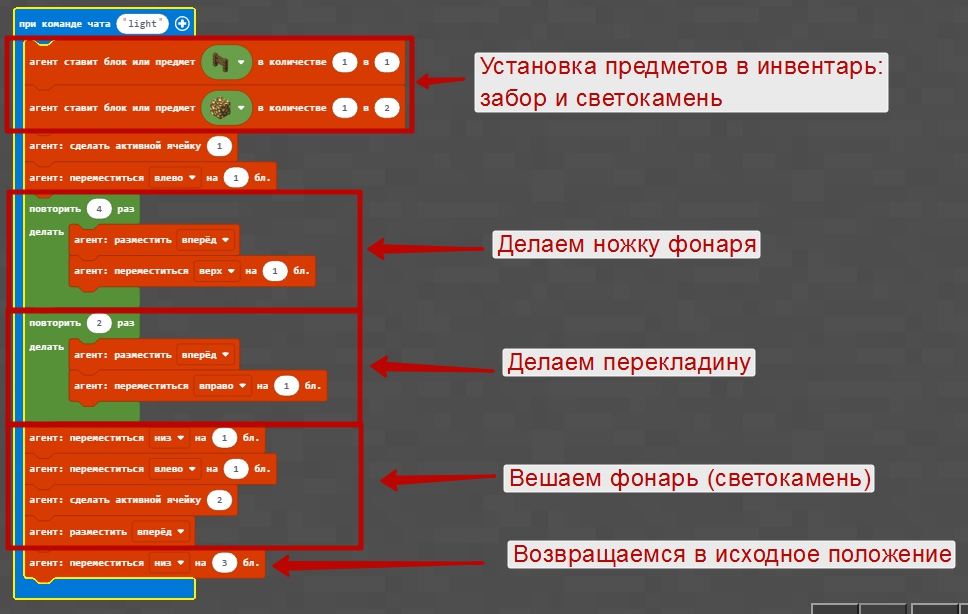 при команде чата "light"
агент ставит блок или предмет в количестве 1 в 1
агент ставит блок или предмет в количестве 1 в 2
Установка предметов в инвентарь:
забор и светокамень
агент: сделать активной ячейку 1
агент: переместиться влево на 1 бл.
повторить 4 раз
делать
агент: разместить вперёд
агент: переместиться верх на 1 бл.
Делаем ножку фонаря
повторить 2 раз
делать
агент: разместить вперёд
агент: переместиться вправо на 1 бл.
Делаем перекладину
агент: переместиться низ на 1 бл.
агент: переместиться влево на 1 бл.
агент: сделать активной ячейку 2
агент: разместить вперёд
Вешаем фонарь (светокамень)
агент: переместиться низ на 3 бл.
Возвращаемся в исходное положение